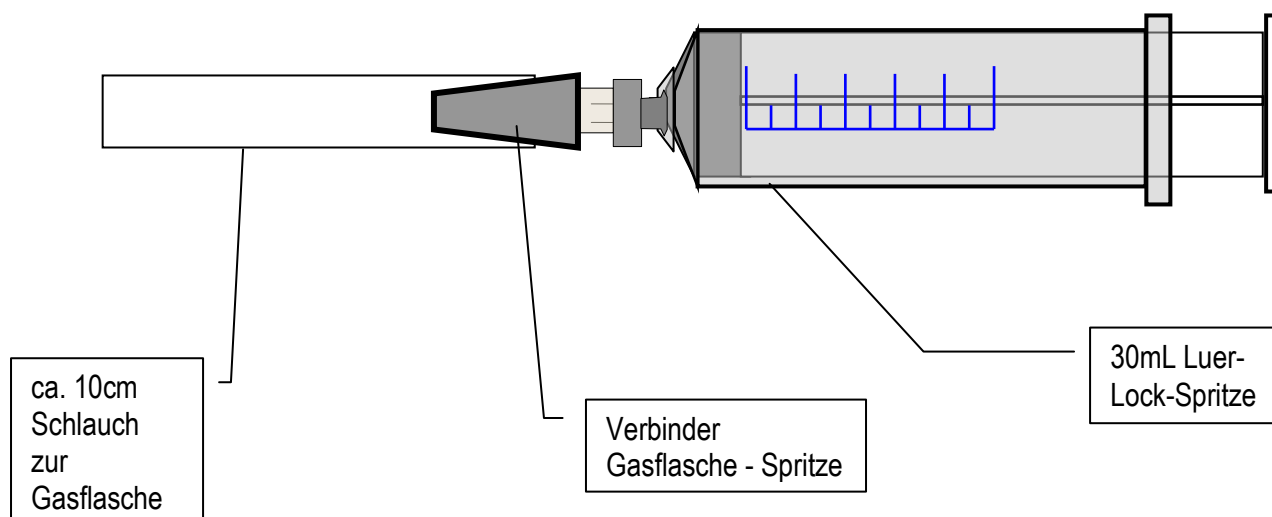 ca. 10cm
Schlauch
zur
Gasflasche
Verbinder
Gasflasche - Spritze
30mL Luer-
Lock-Spritze